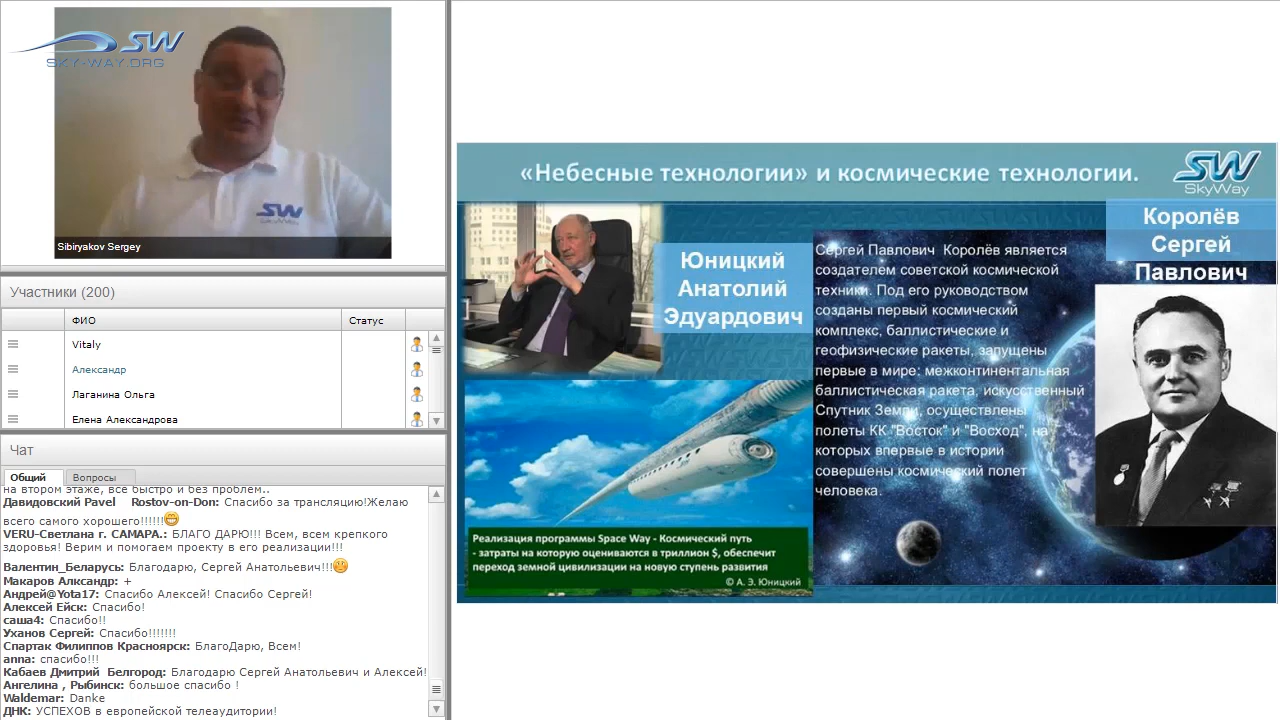 SW
SKY-WAY.ORG
SW
SkyWay
Sibiryakov Sergey
Участники (200)
ФИО
Статус
Vitaly
Александр
Лаганина Ольга
Елена Александрова
Чат
Общий
Вопросы
на втором этаже, все быстро и без проблем..
Давидовский Pavel Rostov-on-Don: Спасибо за трансляцию!Желаю
всего самого хорошего!!!!!!
VERU-Светлана г. САМАРА.: БЛАГО ДАРЮ!!! Всем, всем крепкого
здоровья! Верим и помогаем проекту в его реализации!!!
Валентин_Беларусь: Благодарю, Сергей Анатольевич!!!
Макаров Алксандр: +
Андрей@Yota17: Спасибо Алексей! Спасибо Сергей!
Алексей Ейск: Спасибо!
саша4: Спасибо!!
Уханов Сергей: Спасибо!!!!!!!
Спартак Филиппов Красноярск: БлагоДарю, Всем!
anna: спасибо!!!
Кабаев Дмитрий Белгород: Благодарю Сергей Анатольевич и Алексей!
Ангелина , Рыбинск: большое спасибо !
Waldemar: Danke
ДНК: УСПЕХОВ в европейской телеаудитории!
«Небесные технологии» и космические технологии.
SW
SkyWay
Юницкий
Анатолий
Эдуардович
Королёв
Сергей
Павлович
Сергей Павлович Королёв является
создателем советской космической
техники. Под его руководством
созданы первый космический
комплекс, баллистические и
геофизические ракеты, запущены
первые в мире: межконтинентальная
баллистическая ракета, искусственный
Спутник Земли, осуществлены
полеты КК "Восток" и "Восход", на
которых впервые в истории
совершены космический полет
человека.
Реализация программы Space Way - Космический путь
- затраты на которую оцениваются в триллион $, обеспечит
переход земной цивилизации на новую ступень развития
© А. Э. Юницкий